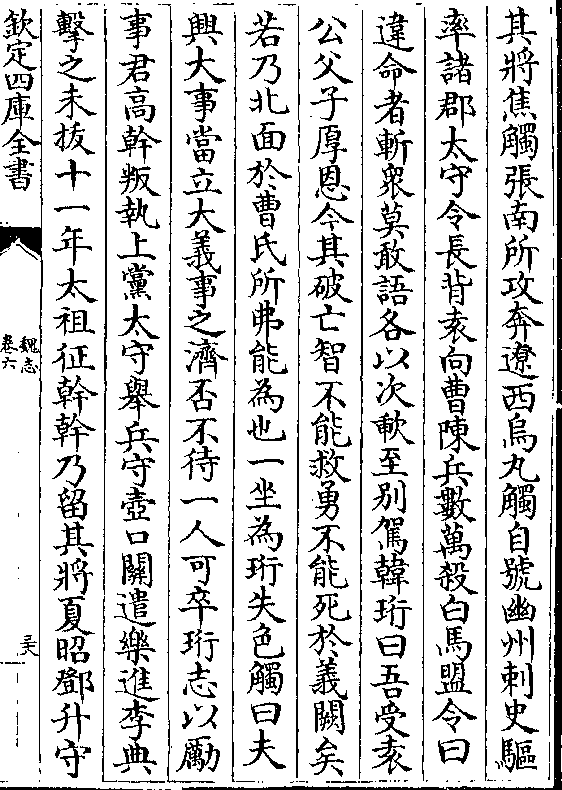 其將焦觸張南所攻奔遼西烏丸觸自號幽州刺史驅
率諸郡太守令長背袁向曹陳兵數萬殺白馬盟令曰
違命者斬衆莫敢語各以次歃至別駕韓珩曰吾受袁
公父子厚恩今其破亡智不能救勇不能死於義闕矣
若乃北面於曹氏所弗能為也一坐為珩失色觸曰夫
興大事當立大義事之濟否不待一人可卒珩志以勵
事君高幹叛執上黨太守舉兵守壺口關遣樂進李典
擊之未拔十一年太祖征幹幹乃留其將夏昭鄧升守
欽定四庫全書
魏志
卷六